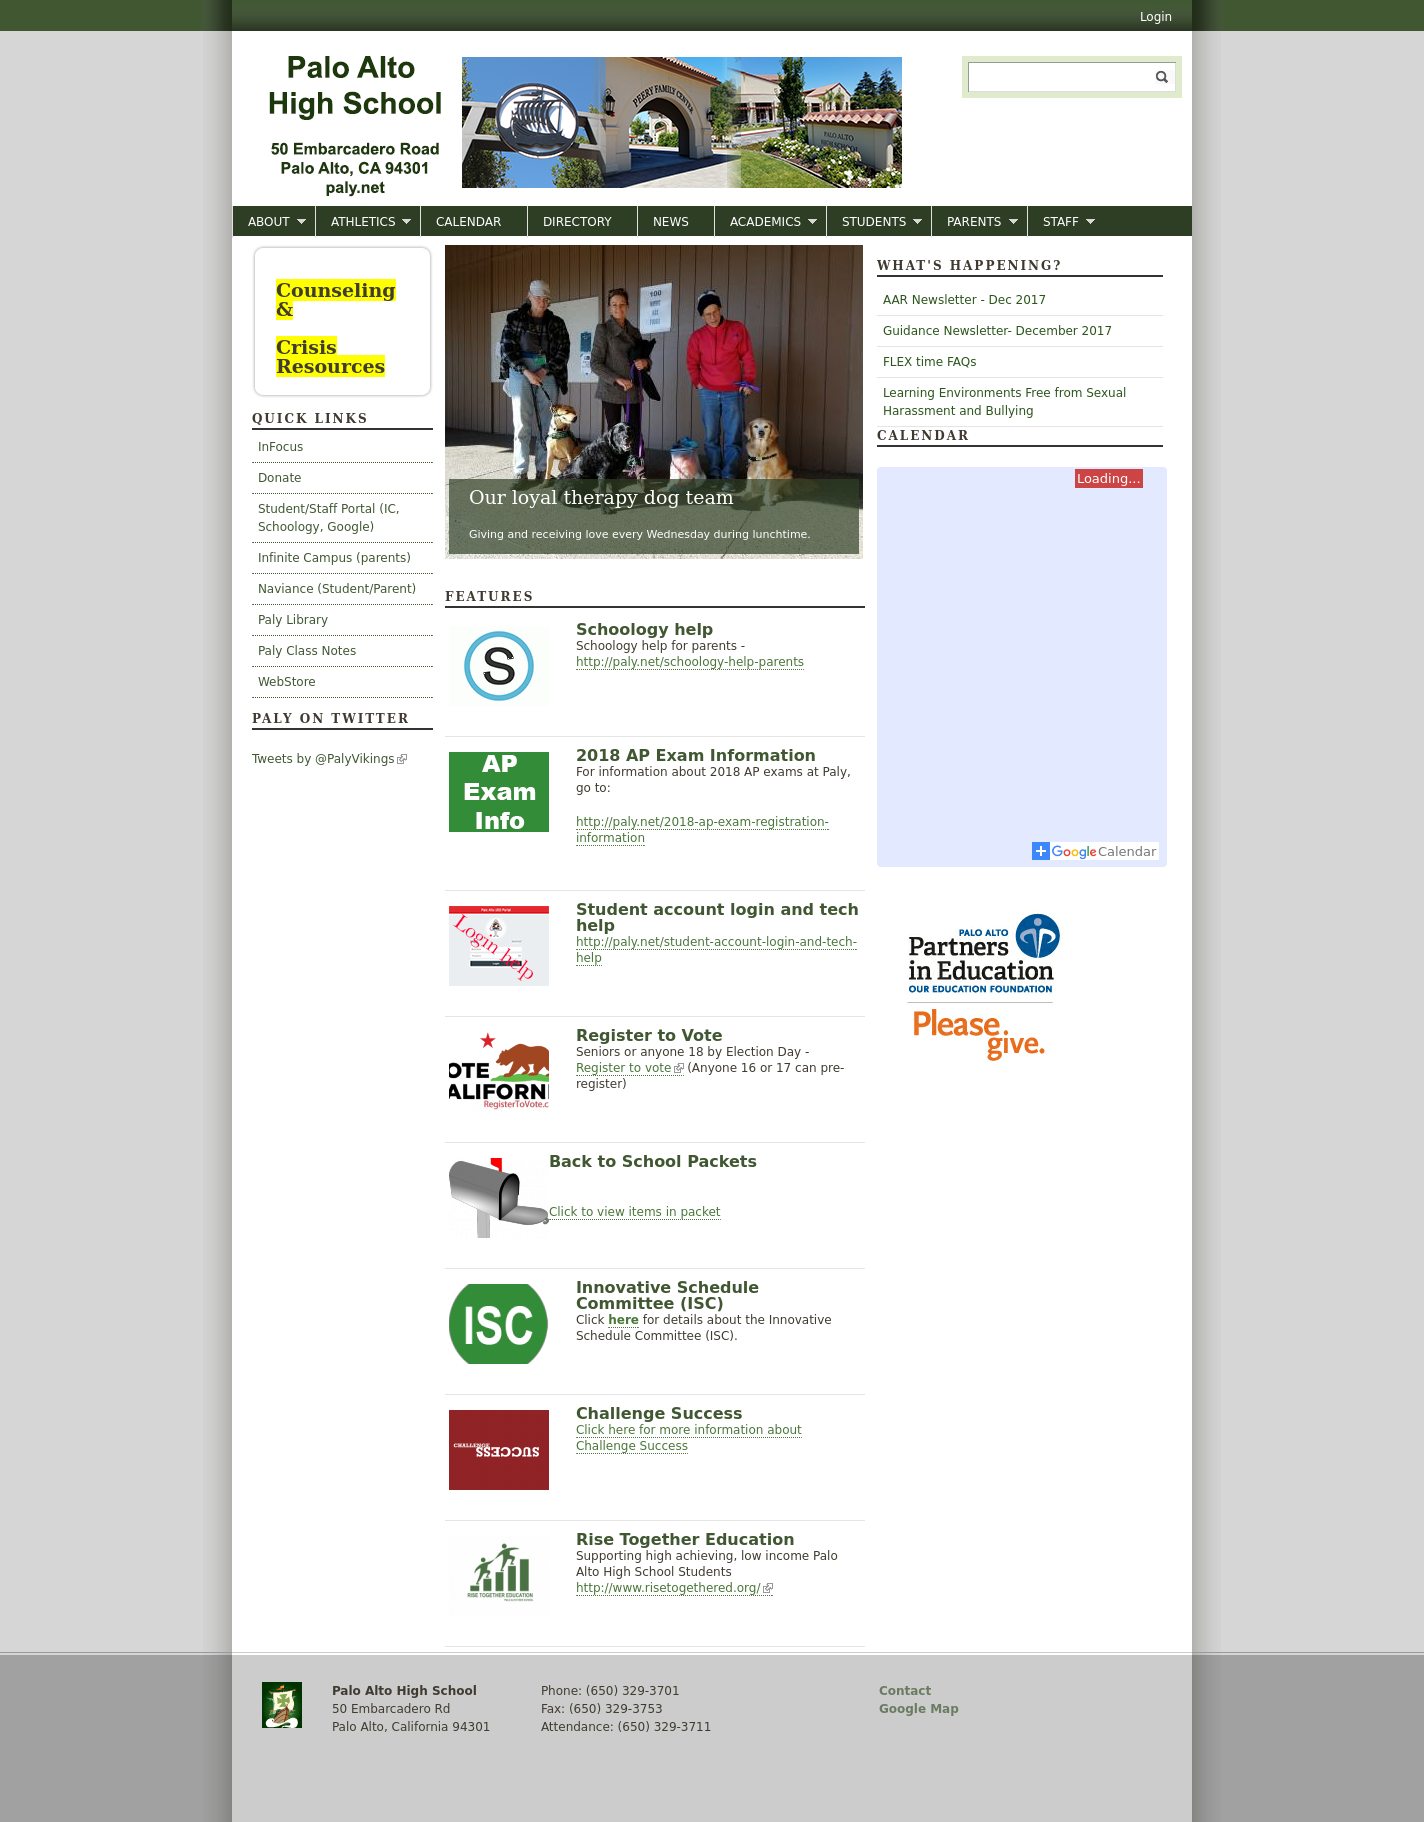 Login
Palo Alto
High School
50 Embarcadero Road
Palo Alto, CA 94301
paly.net
PEERY FAMILY CENTER
PALO ALTO
HIGH SCHOOL
ABOUT
ATHLETICS
CALENDAR
DIRECTORY
NEWS
ACADEMICS
STUDENTS
PARENTS
STAFF
Counseling
&
Crisis
Resources
QUICK LINKS
InFocus
Donate
Student/Staff Portal (IC,
Schoology, Google)
Infinite Campus (parents)
Naviance (Student/Parent)
Paly Library
Paly Class Notes
WebStore
PALY ON TWITTER
Tweets by @PalyVikings
100
Our loyal therapy dog team
Giving and receiving love every Wednesday during lunchtime.
FEATURES
S
Schoology help
Schoology help for parents -
http://paly.net/schoology-help-parents
AP
Exam
Info
2018 AP Exam Information
For information about 2018 AP exams at Paly,
go to:
http://paly.net/2018-ap-exam-registration-
information
Login help
Student account login and tech
help
http://paly.net/student-account-login-and-tech-
help
OTE
ALIFORN
RegisterToVote.c
Register to Vote
Seniors or anyone 18 by Election Day -
Register to vote (Anyone 16 or 17 can pre-
register)
Back to School Packets
Click to view items in packet
ISC
Innovative Schedule
Committee (ISC)
Click here for details about the Innovative
Schedule Committee (ISC).
CHALLENGE
SUCCESS
Challenge Success
Click here for more information about
Challenge Success
RISE TOGETHER EDUCATION
Rise Together Education
Supporting high achieving, low income Palo
Alto High School Students
http://www.risetogethered.org/
WHAT'S HAPPENING?
AAR Newsletter - Dec 2017
Guidance Newsletter- December 2017
FLEX time FAQs
Learning Environments Free from Sexual
Harassment and Bullying
CALENDAR
Loading...
Google Calendar
PALO ALTO
Partners
in Education
OUR EDUCATION FOUNDATION
Please
give.
Palo Alto High School
50 Embarcadero Rd
Palo Alto, California 94301
Phone: (650) 329-3701
Fax: (650) 329-3753
Attendance: (650) 329-3711
Contact
Google Map